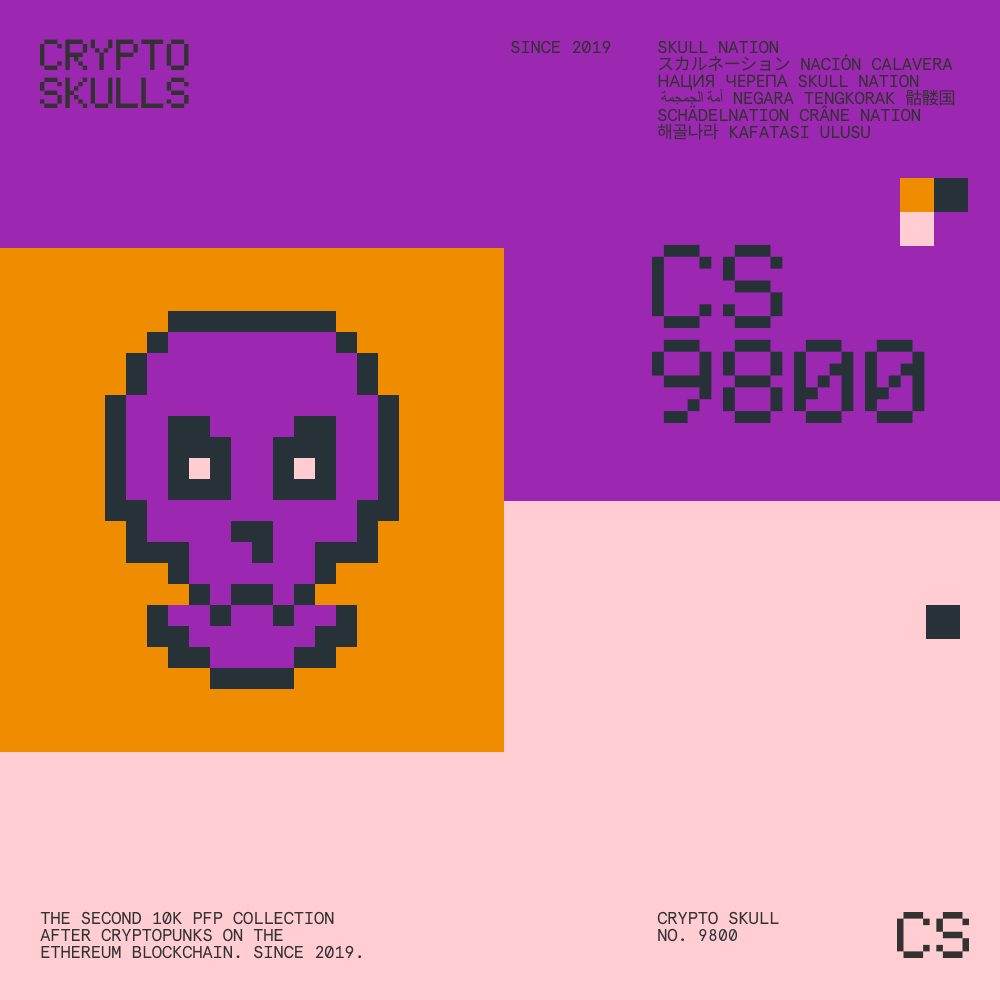 CRYPTO
SKULLS
SINCE 2019
SKULL NATION
スカルネーション NACIÓN CALAVERA
НАЦИЯ ЧЕРЕПА SKULL NATION
أمة الجمجمة NEGARA TENGKORAK 骷髅国
SCHÄDELNATION CRÂNE NATION
해골나라 KAFATASI ULUSU
CS
9800
THE SECOND 10K PFP COLLECTION
AFTER CRYPTOPUNKS ON THE
ETHEREUM BLOCKCHAIN. SINCE 2019.
CRYPTO SKULL
NO. 9800
CS